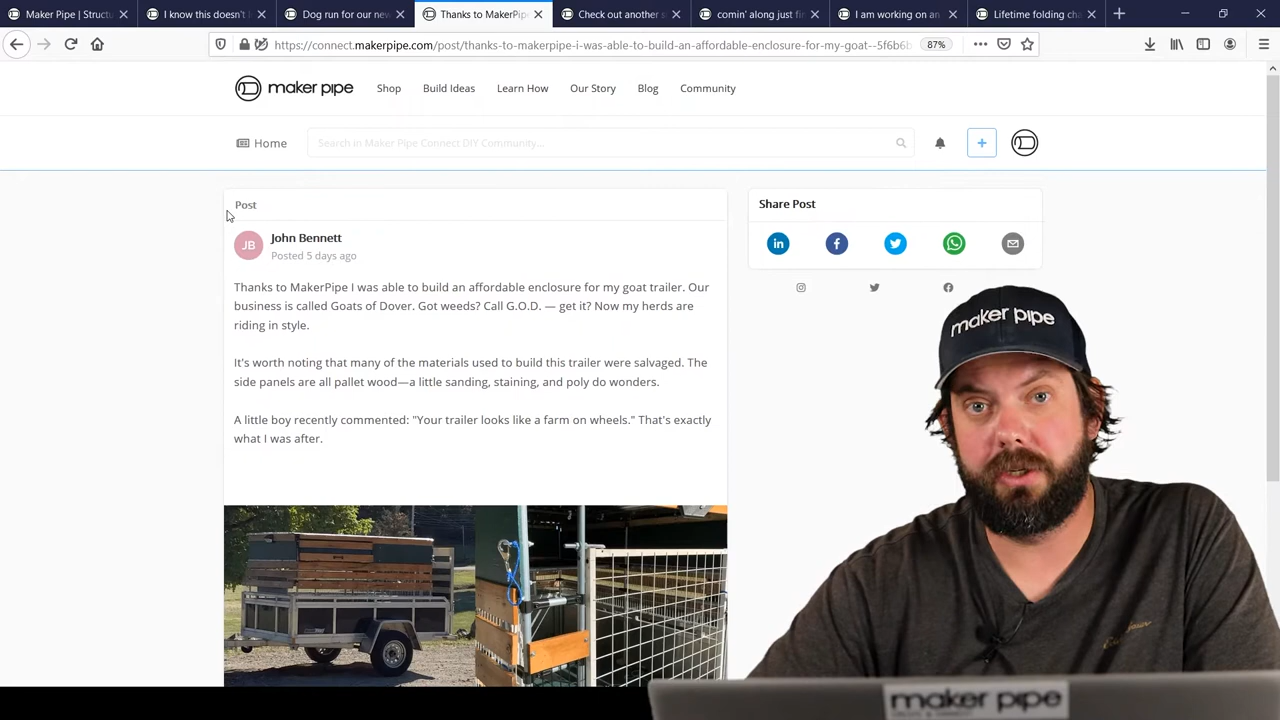 Maker Pipe | Structu
I know this doesn't
Dog run for our new
Thanks to MakerPipe
Check out another s
comin' along just fi
I am working on an
Lifetime folding cha
https://connect.makerpipe.com/post/thanks-to-makerpipe-i-was-able-to-build-an-affordable-enclosure-for-my-goat--5f6b6b
87%
maker pipe
Shop
Build Ideas
Learn How
Our Story
Blog
Community
Home
Search in Maker Pipe Connect DIY Community...
Post
JB
John Bennett
Posted 5 days ago
Thanks to MakerPipe I was able to build an affordable enclosure for my goat trailer. Our
business is called Goats of Dover. Got weeds? Call G.O.D. — get it? Now my herds are
riding in style.
It's worth noting that many of the materials used to build this trailer were salvaged. The
side panels are all pallet wood—a little sanding, staining, and poly do wonders.
A little boy recently commented: "Your trailer looks like a farm on wheels." That's exactly
what I was after.
Share Post
in
maker pipe
maker pipe